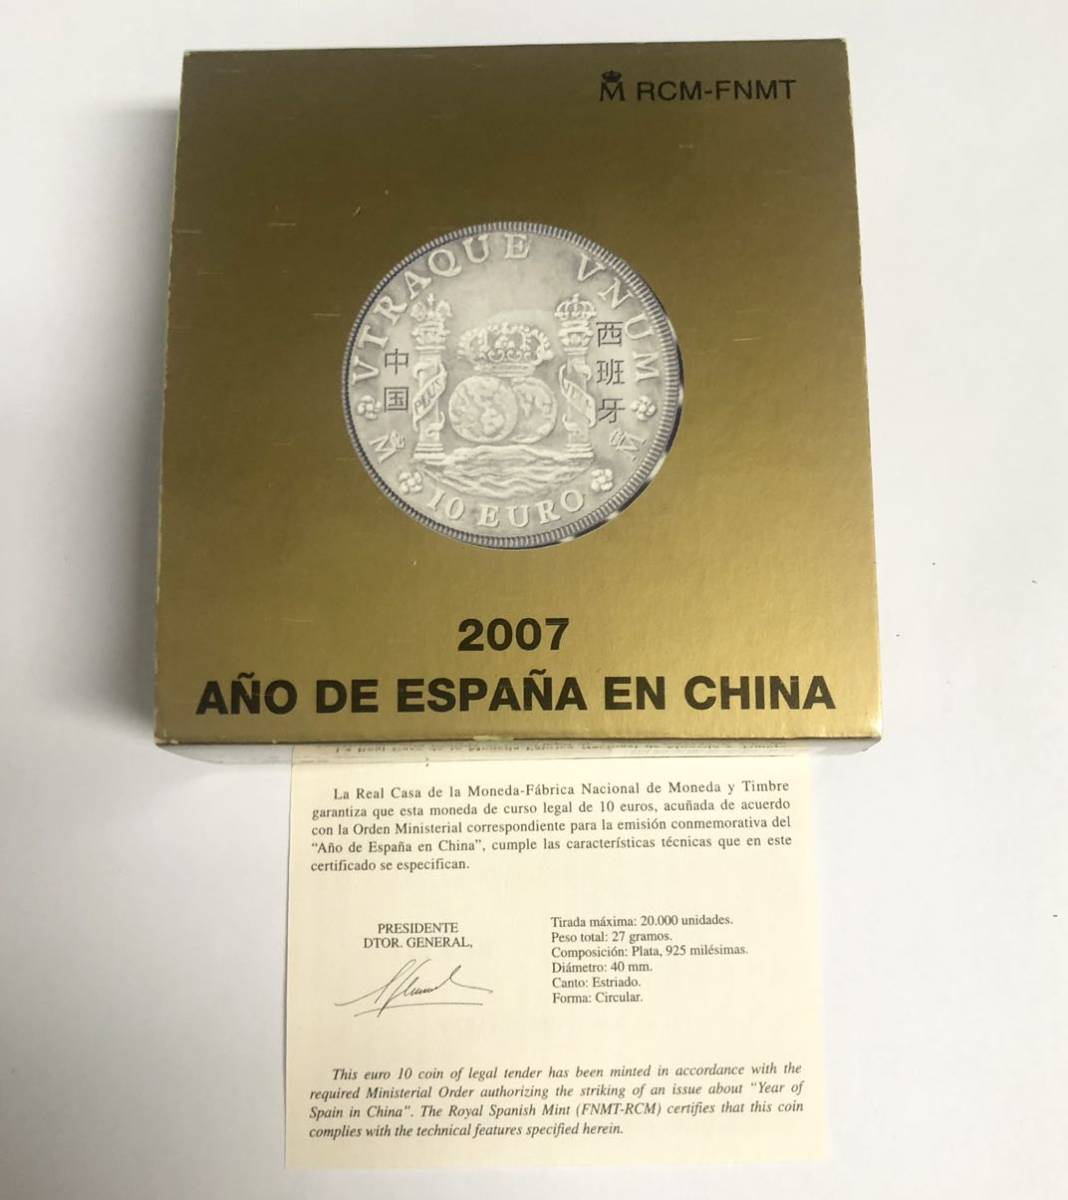 M RCM-FNMT
VTRAQUE VNUM
中国
西班牙
M
M
10 EURO
2007
AÑO DE ESPAÑA EN CHINA
La Real Casa de la Moneda-Fábrica Nacional de Moneda y Timbre
garantiza que esta moneda de curso legal de 10 euros, acuñada de acuerdo
con la Orden Ministerial correspondiente para la emisión conmemorativa del
“Año de España en China”, cumple las características técnicas que en este
certificado se especifican.
PRESIDENTE
DTOR. GENERAL,
Tirada máxima: 20.000 unidades.
Peso total: 27 gramos.
Composición: Plata, 925 milésimas.
Diámetro: 40 mm.
Canto: Estriado.
Forma: Circular.
This euro 10 coin of legal tender has been minted in accordance with the
required Ministerial Order authorizing the striking of an issue about “Year of
Spain in China”. The Royal Spanish Mint (FNMT-RCM) certifies that this coin
complies with the technical features specified herein.